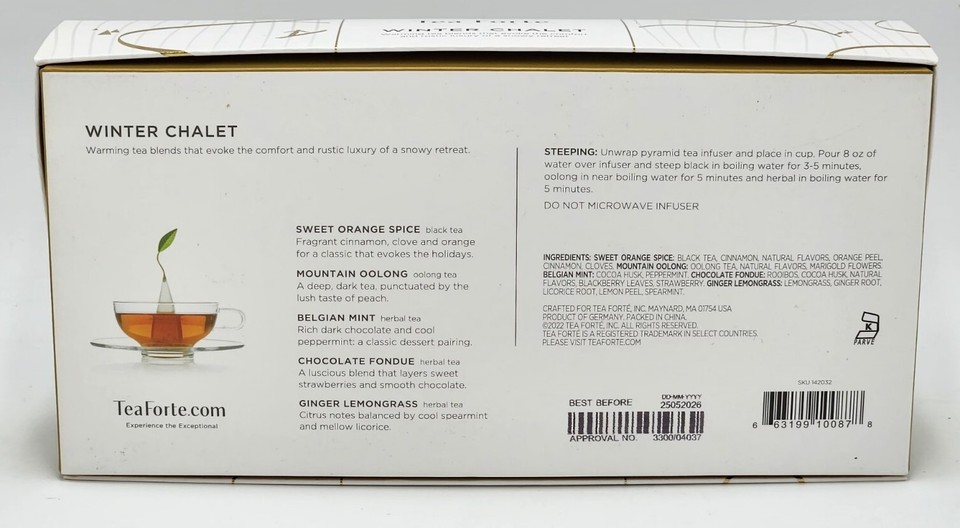 Tea Forté
WINTER CHALET
WINTER CHALET
Warming tea blends that evoke the comfort and rustic luxury of a snowy retreat.
SWEET ORANGE SPICE black tea
Fragrant cinnamon, clove and orange
for a classic that evokes the holidays.
MOUNTAIN OOLONG oolong tea
A deep, dark tea, punctuated by the
lush taste of peach.
BELGIAN MINT herbal tea
Rich dark chocolate and cool
peppermint: a classic dessert pairing.
CHOCOLATE FONDUE herbal tea
A luscious blend that layers sweet
strawberries and smooth chocolate.
GINGER LEMONGRASS herbal tea
Citrus notes balanced by cool spearmint
and mellow licorice.
TeaForte.com
Experience the Exceptional
STEEPING: Unwrap pyramid tea infuser and place in cup. Pour 8 oz of
water over infuser and steep black in boiling water for 3-5 minutes,
oolong in near boiling water for 5 minutes and herbal in boiling water for
5 minutes.
DO NOT MICROWAVE INFUSER
INGREDIENTS: SWEET ORANGE SPICE: BLACK TEA, CINNAMON, NATURAL FLAVORS, ORANGE PEEL,
CINNAMON, CLOVES. MOUNTAIN OOLONG: OOLONG TEA, NATURAL FLAVORS, MARIGOLD FLOWERS.
BELGIAN MINT: COCOA HUSK, PEPPERMINT. CHOCOLATE FONDUE: ROOIBOS, COCOA HUSK, NATURAL
FLAVORS, BLACKBERRY LEAVES, STRAWBERRY. GINGER LEMONGRASS: LEMONGRASS, GINGER ROOT,
LICORICE ROOT, LEMON PEEL, SPEARMINT.
CRAFTED FOR TEA FORTÉ, INC. MAYNARD, MA 01754 USA
PRODUCT OF GERMANY. PACKED IN CHINA.
©2022 TEA FORTÉ, INC. ALL RIGHTS RESERVED.
TEA FORTÉ IS A REGISTERED TRADEMARK IN SELECT COUNTRIES.
PLEASE VISIT TEAFORTE.COM
K
PARVE
BEST BEFORE DD-MM-YYYY
25052026
APPROVAL NO. 3300/04037
SKU 142032
6 63199 10087 8